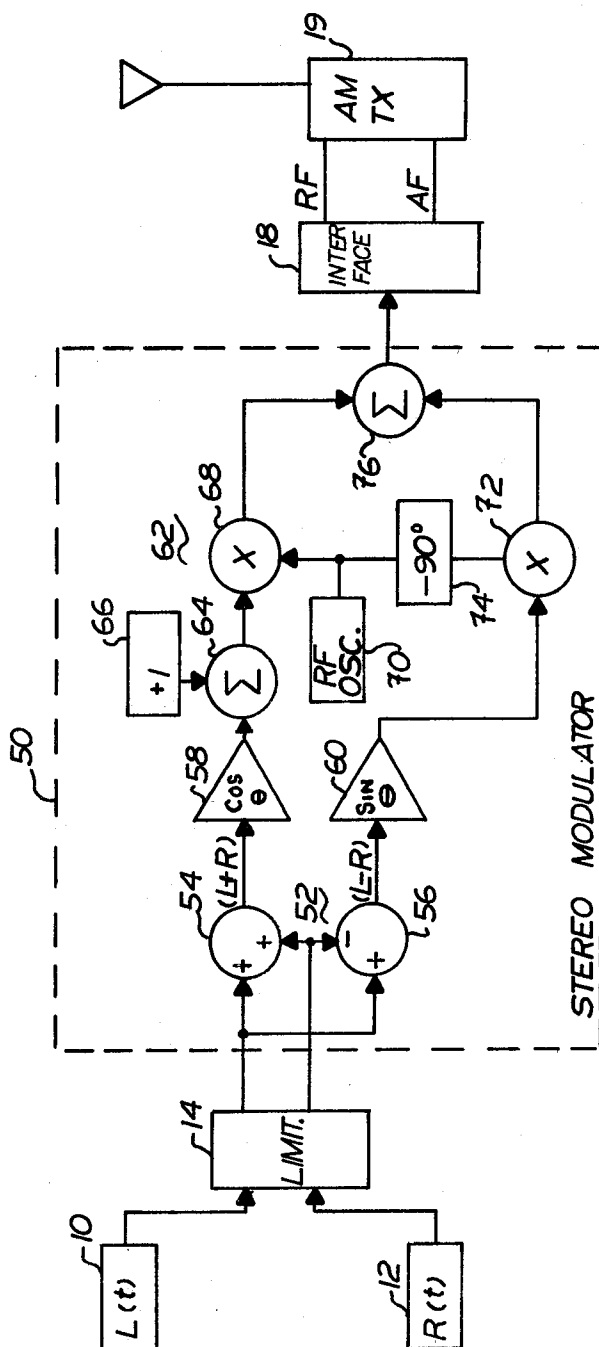 10
L(t)
12
R(t)
14
LIMIT.
50
54
+
+
(L+R)
52
-
+
(L-R)
56
58
COS
θ
60
SIN
θ
66
+1
64
Σ
62
68
X
RF
OSC.
70
-90°
74
72
X
76
Σ
STEREO MODULATOR
18
INTER
FACE
RF
AF
19
AM
TX